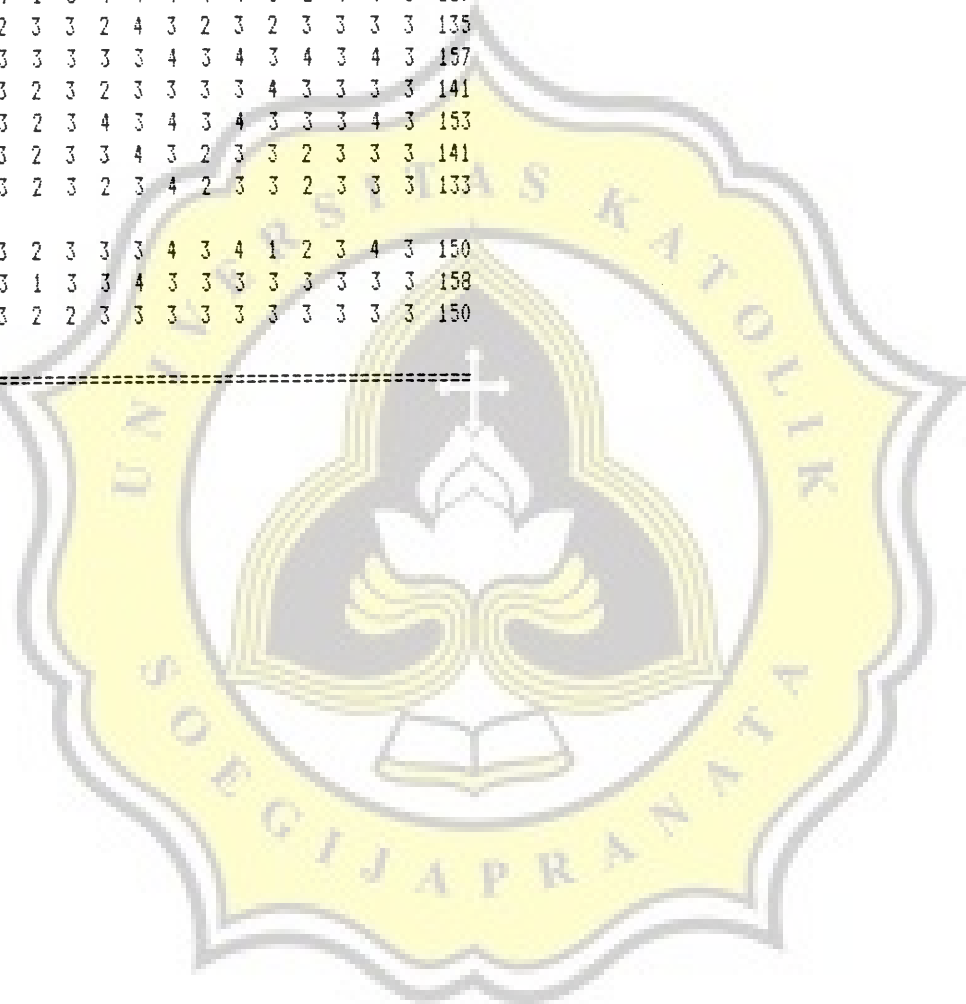 2 3 3 2 4 3 2 3 2 3 3 3 3 135
3 3 3 3 3 4 3 4 3 4 3 4 3 157
3 2 3 2 3 3 3 3 4 3 3 3 3 141
3 2 3 4 3 4 3 4 3 3 3 4 3 153
3 2 3 3 4 3 2 3 3 2 3 3 3 141
3 2 3 2 3 4 2 3 3 2 3 3 3 133
3 2 3 3 3 4 3 4 1 2 3 4 3 150
3 1 3 3 4 3 3 3 3 3 3 3 3 158
3 2 2 3 3 3 3 3 3 3 3 3 3 150
UNIVERSITAS KATOLIK
SOEGIJAPRANATA